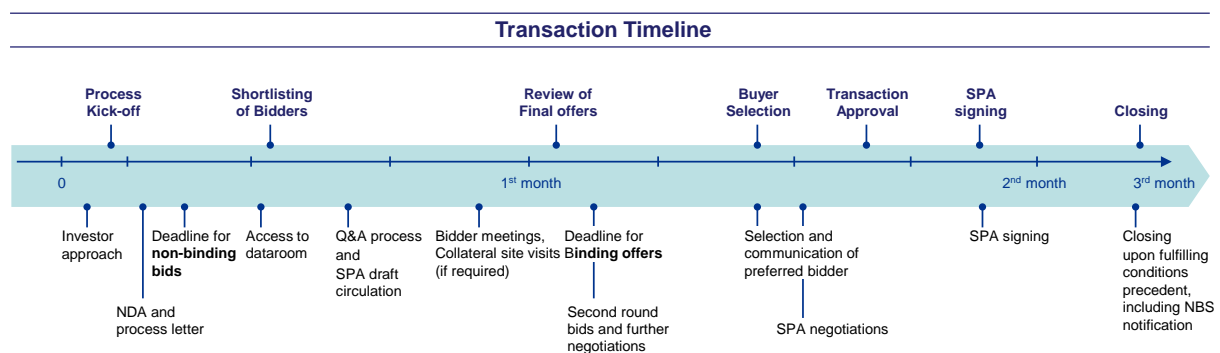 Transaction Timeline
Process
Kick-off
Shortlisting
of Bidders
Review of
Final offers
Buyer
Selection
Transaction
Approval
SPA
signing
Closing
0
1st month
2nd month
3rd month
Investor
approach
NDA and
process letter
Deadline for
non-binding
bids
Access to
dataroom
Q&A process
and
SPA draft
circulation
Bidder meetings,
Collateral site visits
(if required)
Deadline for
Binding offers
Second round
bids and further
negotiations
Selection and
communication of
preferred bidder
SPA negotiations
SPA signing
Closing
upon fulfilling
conditions
precedent,
including NBS
notification